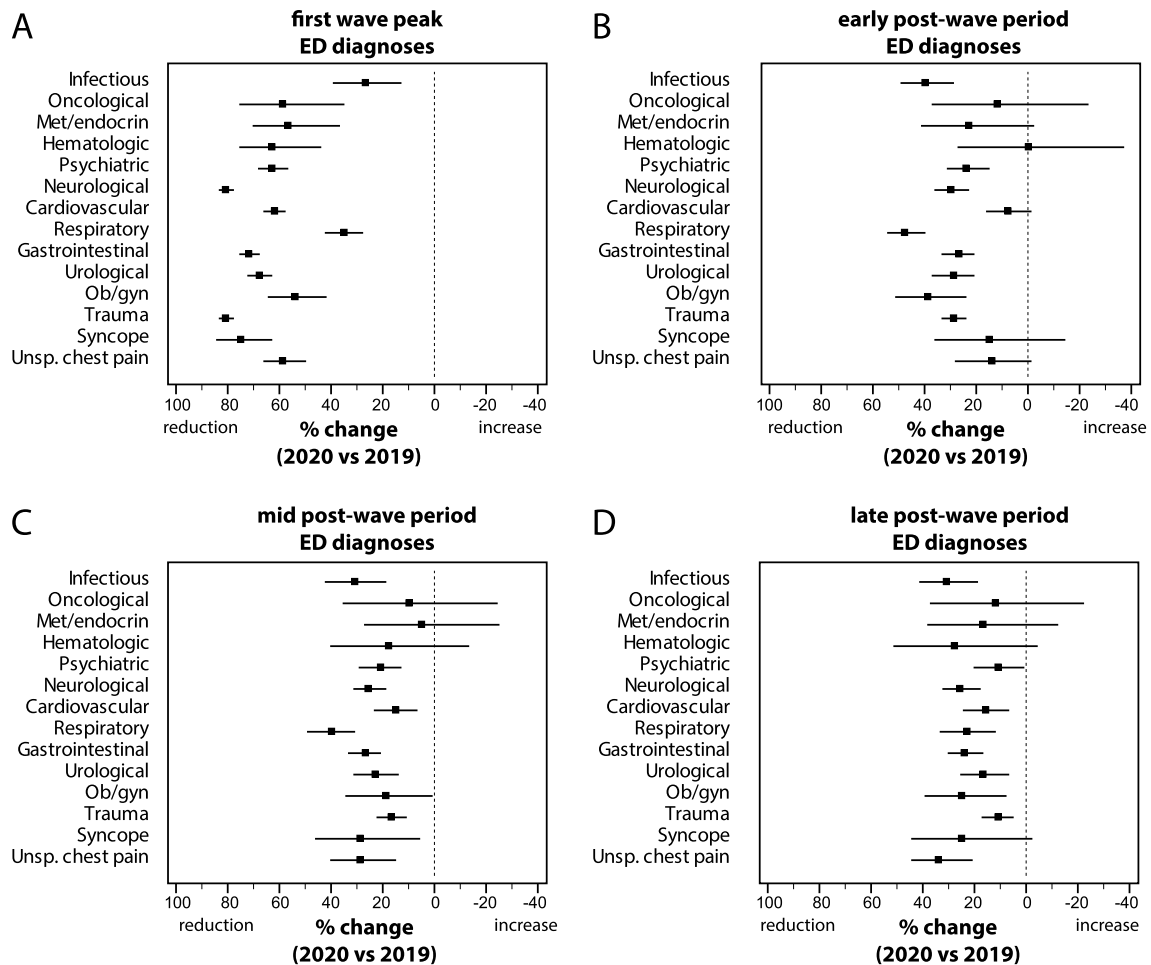 A
first wave peak
ED diagnoses
Infectious
Oncological
Met/endocrin
Hematologic
Psychiatric
Neurological
Cardiovascular
Respiratory
Gastrointestinal
Urological
Ob/gyn
Trauma
Syncope
Unsp. chest pain
100 80 60 40 20 0 -20 -40
reduction % change increase
(2020 vs 2019)
B
early post-wave period
ED diagnoses
Infectious
Oncological
Met/endocrin
Hematologic
Psychiatric
Neurological
Cardiovascular
Respiratory
Gastrointestinal
Urological
Ob/gyn
Trauma
Syncope
Unsp. chest pain
100 80 60 40 20 0 -20 -40
reduction % change increase
(2020 vs 2019)
C
mid post-wave period
ED diagnoses
Infectious
Oncological
Met/endocrin
Hematologic
Psychiatric
Neurological
Cardiovascular
Respiratory
Gastrointestinal
Urological
Ob/gyn
Trauma
Syncope
Unsp. chest pain
100 80 60 40 20 0 -20 -40
reduction % change increase
(2020 vs 2019)
D
late post-wave period
ED diagnoses
Infectious
Oncological
Met/endocrin
Hematologic
Psychiatric
Neurological
Cardiovascular
Respiratory
Gastrointestinal
Urological
Ob/gyn
Trauma
Syncope
Unsp. chest pain
100 80 60 40 20 0 -20 -40
reduction % change increase
(2020 vs 2019)